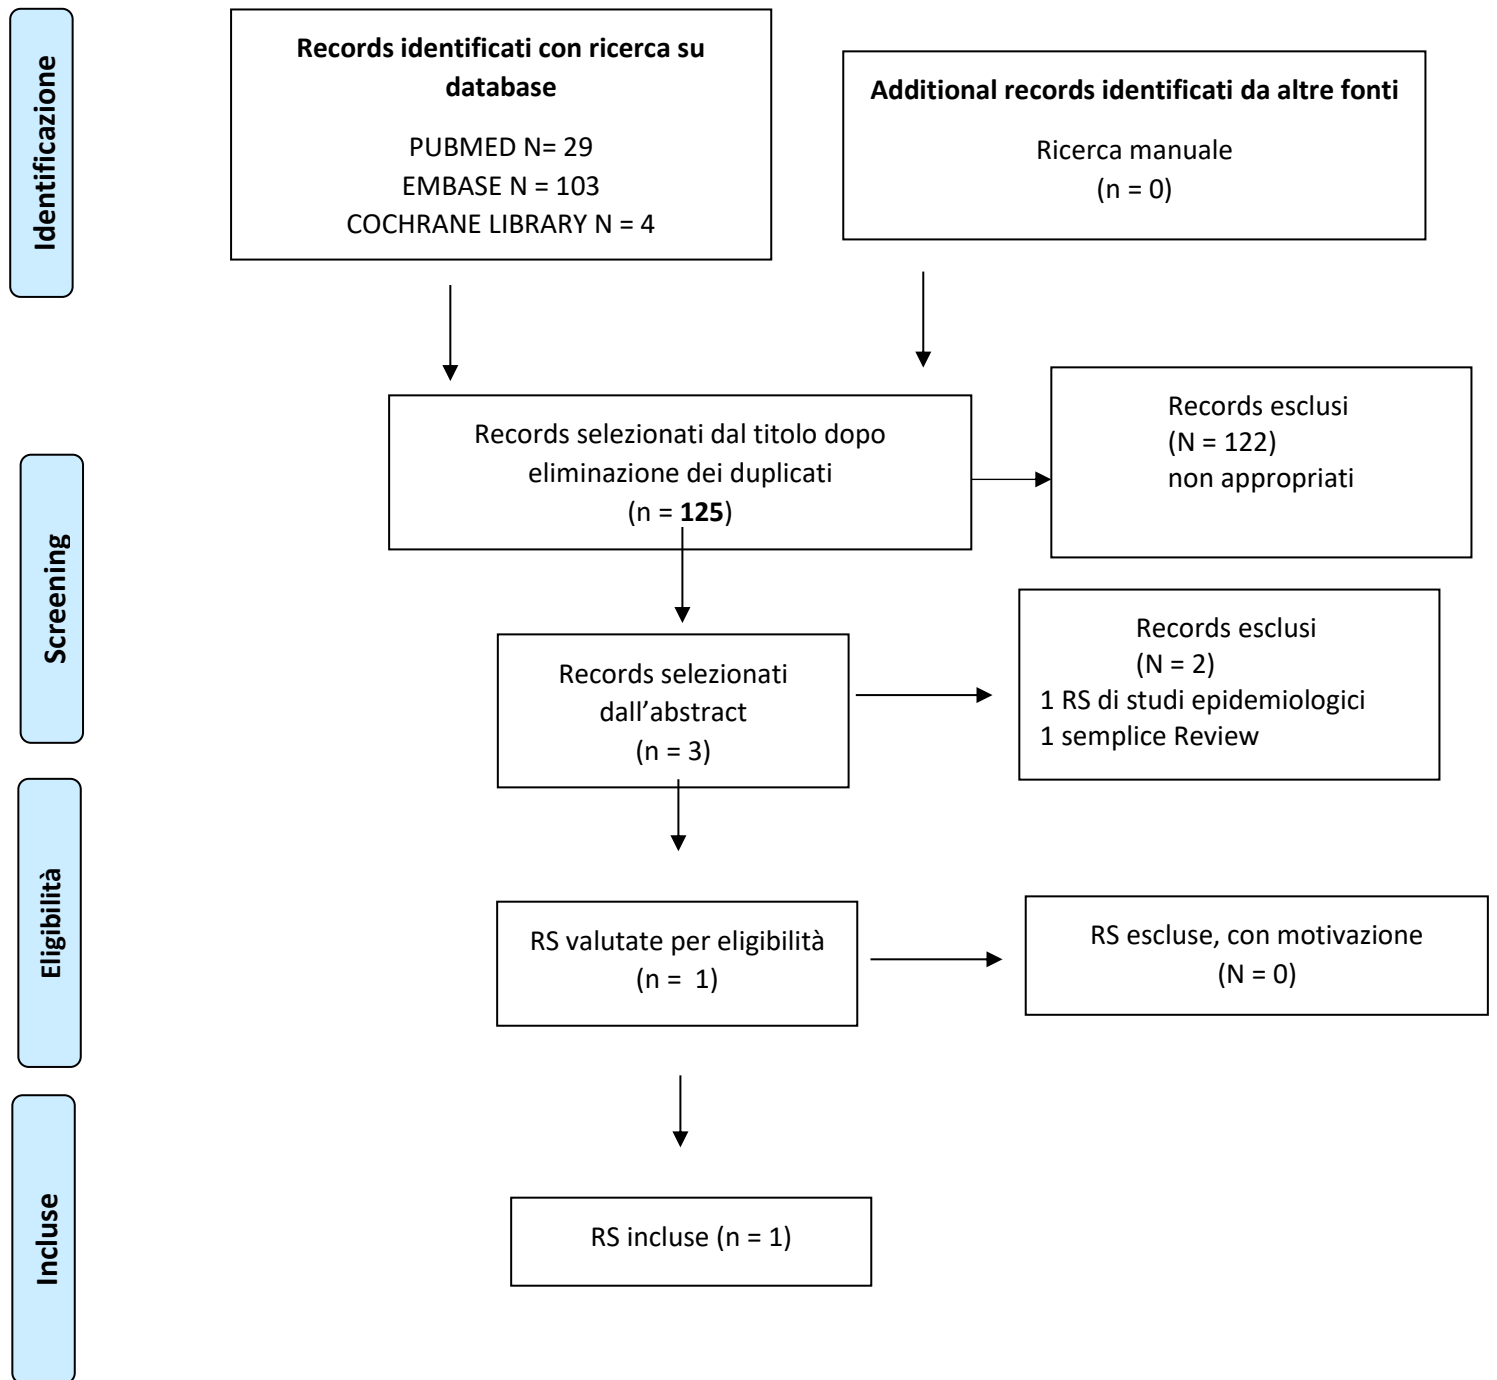 Identificazione
Records identificati con ricerca su
database
PUBMED N= 29
EMBASE N = 103
COCHRANE LIBRARY N = 4
Additional records identificati da altre fonti
Ricerca manuale
(n = 0)
Screening
Records selezionati dal titolo dopo
eliminazione dei duplicati
(n = 125)
Records esclusi
(N = 122)
non appropriati
Records selezionati
dall’abstract
(n = 3)
Records esclusi
(N = 2)
1 RS di studi epidemiologici
1 semplice Review
Eligibilità
RS valutate per eligibilità
(n =  1)
RS escluse, con motivazione
(N = 0)
Incluse
RS incluse (n = 1)